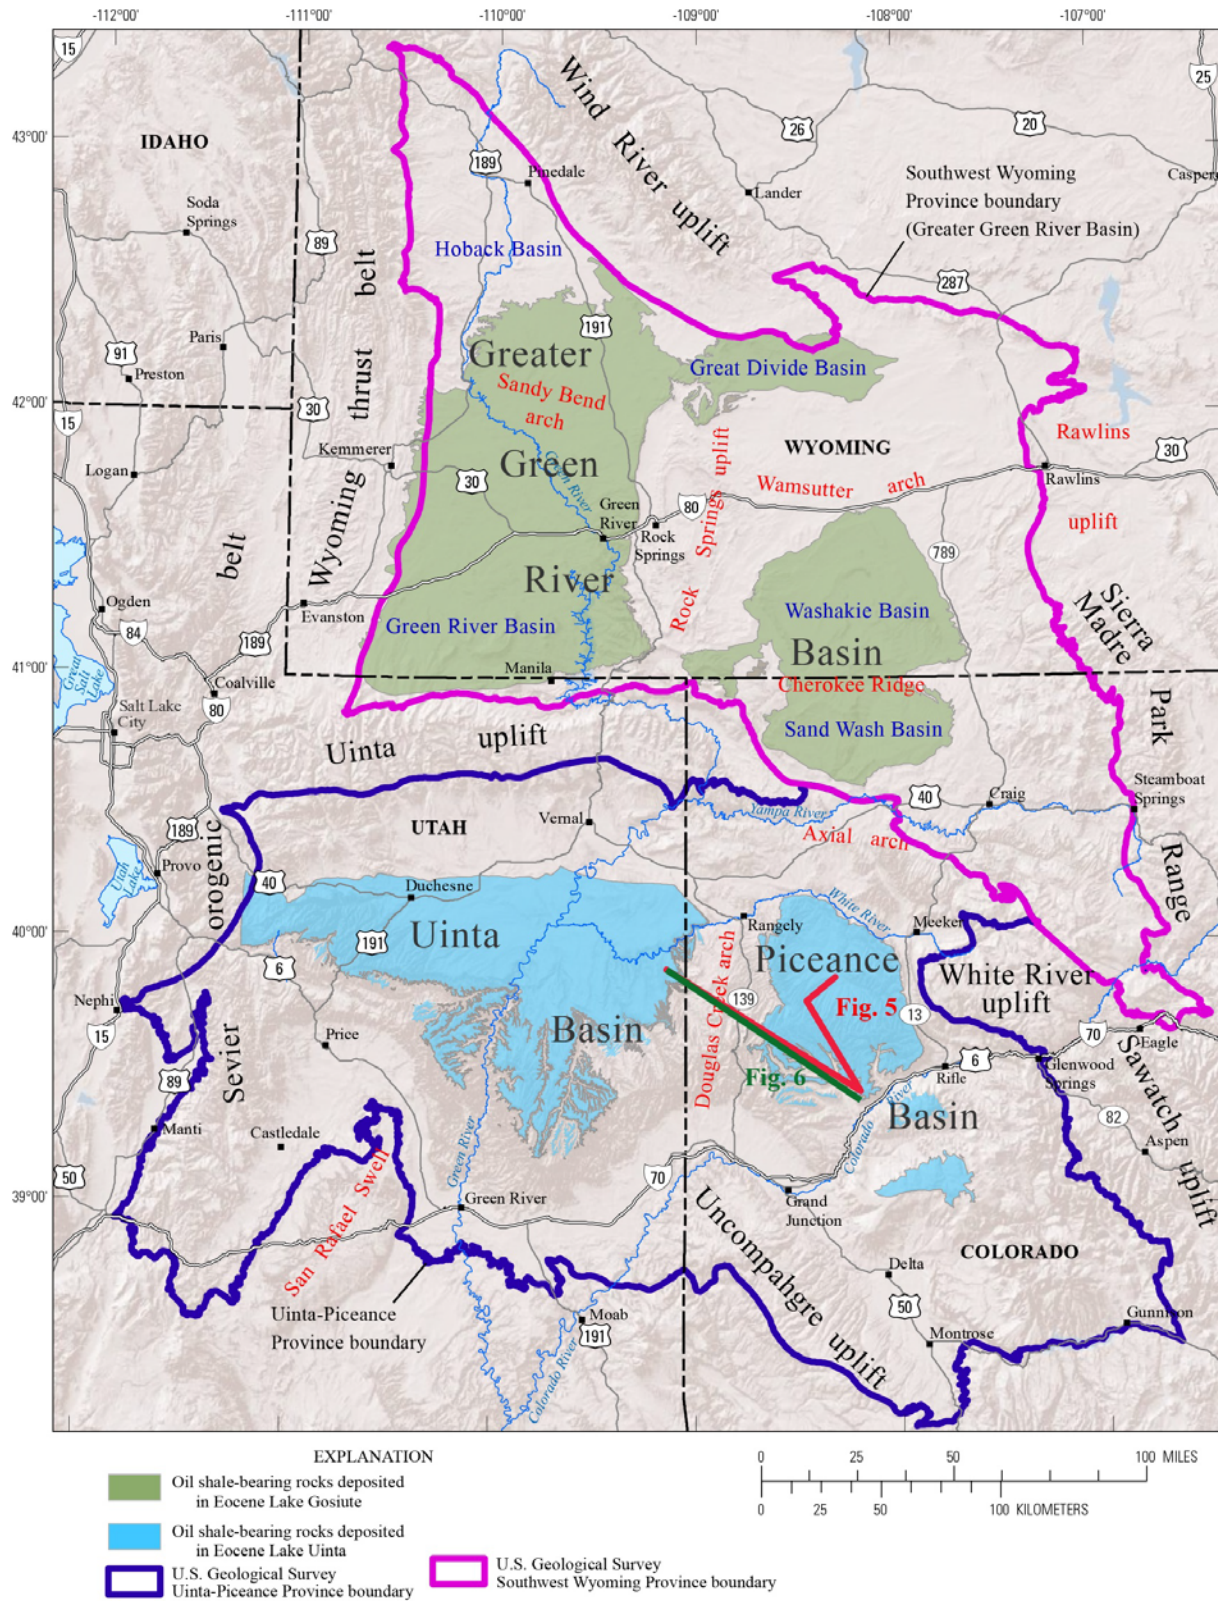 -112°00'
-111°00'
-110°00'
-109°00'
-108°00'
-107°00'
15
25
43°00'
IDAHO
Wind River uplift
26
20
189
Pinedale
Lander
Casper
Southwest Wyoming
Province boundary
(Greater Green River Basin)
Soda
Springs
89
Hoback Basin
287
191
Paris
91
Preston
Greater
Great Divide Basin
Sandy Bend
arch
42°00'
15
30
Rawlins
WYOMING
Kemmerer
Logan
Green
30
30
Wamsutter arch
Rawlins
Green River
Green
River
80
Rock
Springs
uplift
789
Rock Springs uplift
Wyoming thrust belt
belt
Ogden
84
189
Evanston
River
Washakie Basin
Green River Basin
Sierra
Madre
Basin
41°00'
Great
Salt
Lake
Coalville
Manila
Cherokee Ridge
80
Salt Lake
City
Sand Wash Basin
Park
Uinta uplift
Steamboat
Springs
40
Craig
Yampa River
189
UTAH
Vernal
Axial arch
Provo
Utah
Lake
orogenic
40
Duchesne
Range
White River
Rangely
Meeker
40°00'
191
Uinta
Piceance
6
White River
uplift
Nephi
139
Fig. 5
13
Douglas Creek arch
15
Basin
70
Eagle
Price
6
Glenwood
Springs
Rifle
89
Sevier
Fig. 6
Basin
Sawatch uplift
82
Manti
Castledale
Colorado River
Aspen
50
39°00'
Green River
70
Green River
Grand
Junction
San Rafael Swell
Uncompahgre uplift
COLORADO
Delta
Uinta-Piceance
Province boundary
50
Gunnison
Moab
191
Montrose
Colorado River
EXPLANATION
Oil shale-bearing rocks deposited
in Eocene Lake Gosiute
Oil shale-bearing rocks deposited
in Eocene Lake Uinta
U.S. Geological Survey
Uinta-Piceance Province boundary
U.S. Geological Survey
Southwest Wyoming Province boundary
0 25 50 100 MILES
0 25 50 100 KILOMETERS